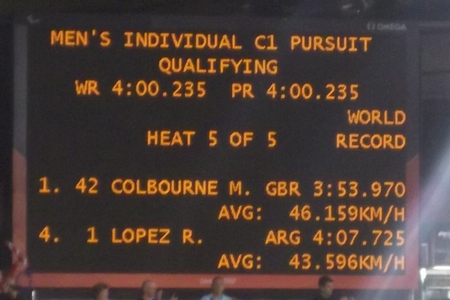 OMEGA
MEN'S INDIVIDUAL C1 PURSUIT
QUALIFYING
WR 4:00.235 PR 4:00.235
WORLD
HEAT 5 OF 5 RECORD
1. 42 COLBOURNE M. GBR 3:53.970
AVG: 46.159KM/H
4. 1 LOPEZ R. ARG 4:07.725
AVG: 43.596KM/H